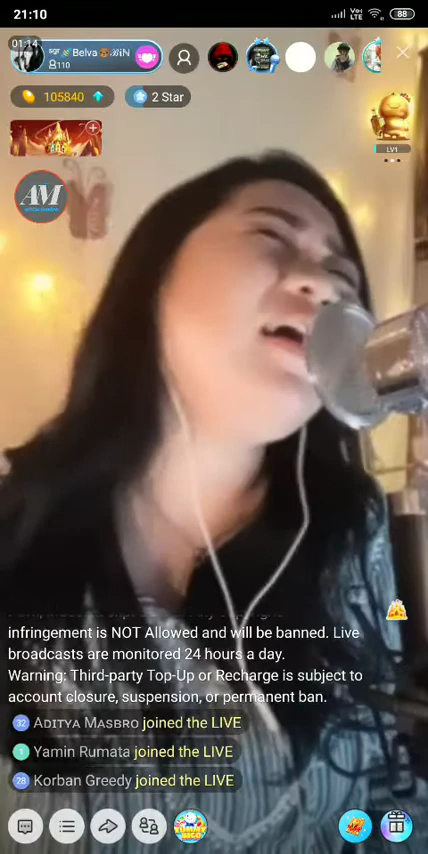 21:10
Vo)
LTE
88
01:14
Belva
110
105840
2 Star
LV1
AM
infringement is NOT Allowed and will be banned. Live
broadcasts are monitored 24 hours a day.
Warning: Third-party Top-Up or Recharge is subject to
account closure, suspension, or permanent ban.
32 Aditya Masbro joined the LIVE
1 Yamin Rumata joined the LIVE
28 Korban Greedy joined the LIVE